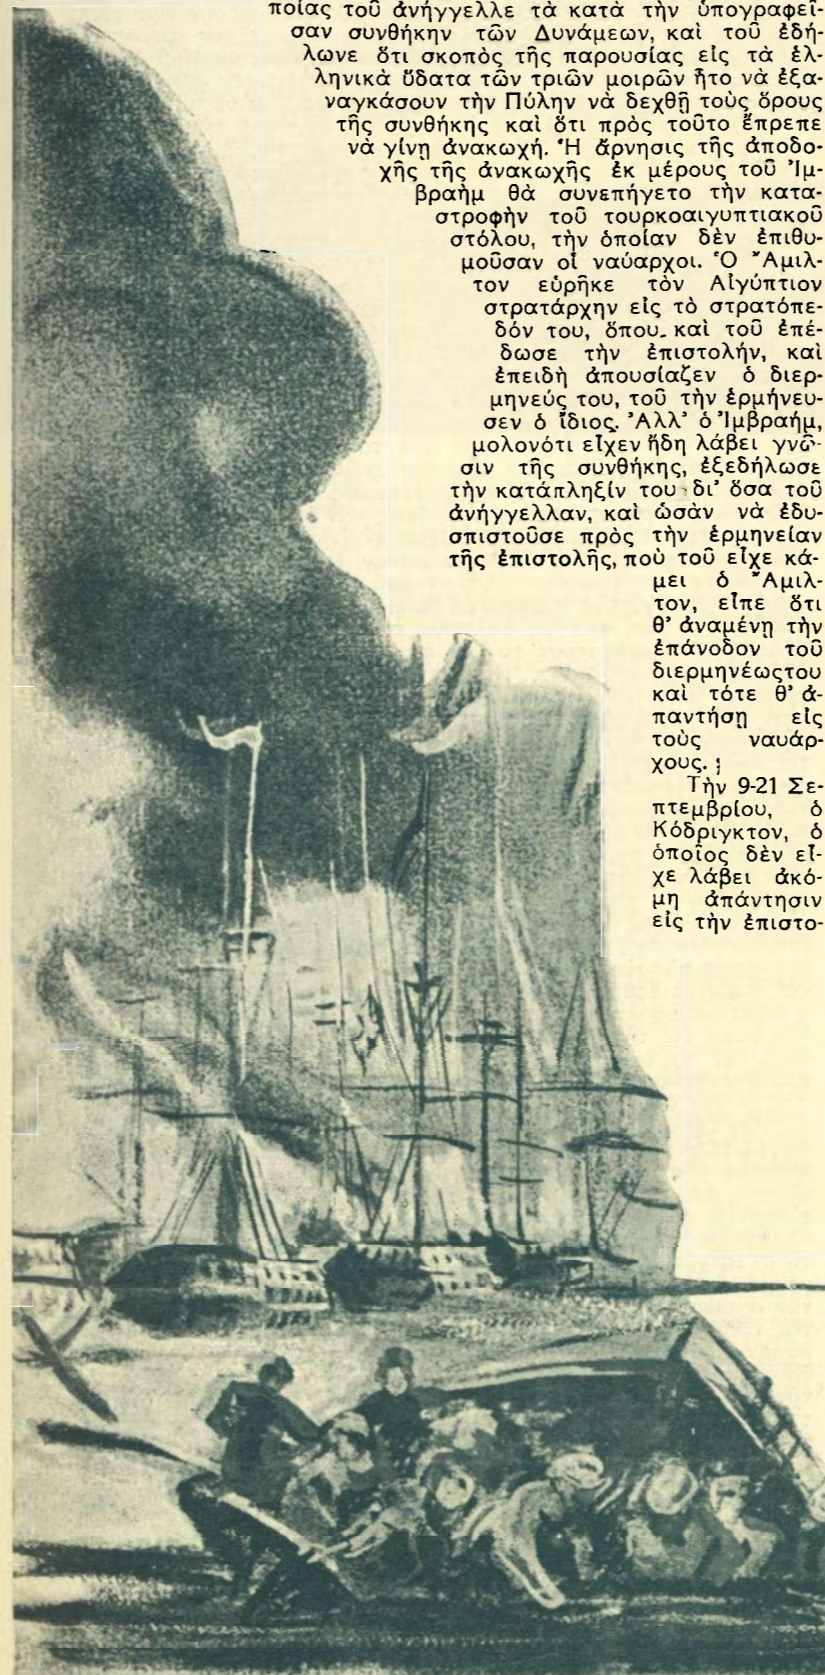 ποίας τοῦ ἀνήγγελλε τὰ κατὰ τὴν ὑπογραφεῖ-
σαν συνθήκην τῶν Δυνάμεων, καὶ τοῦ ἐδή-
λωνε ὅτι σκοπὸς τῆς παρουσίας εἰς τὰ ἑλ-
ληνικὰ ὕδατα τῶν τριῶν μοιρῶν ἦτο νὰ ἐξα-
ναγκάσουν τὴν Πύλην νὰ δεχθῇ τοὺς ὅρους
τῆς συνθήκης καὶ ὅτι πρὸς τοῦτο ἔπρεπε
νὰ γίνῃ ἀνακωχή. Ἡ ἄρνησις τῆς ἀποδο-
χῆς τῆς ἀνακωχῆς ἐκ μέρους τοῦ Ἰμ-
βραὴμ θὰ συνεπήγετο τὴν κατα-
στροφὴν τοῦ τουρκοαιγυπτιακοῦ
στόλου, τὴν ὁποίαν δὲν ἐπιθυ-
μοῦσαν οἱ ναύαρχοι. Ὁ Ἄμιλ-
τον εὑρῆκε τὸν Αἰγύπτιον
στρατάρχην εἰς τὸ στρατόπε-
δόν του, ὅπου καὶ τοῦ ἐπέ-
δωσε τὴν ἐπιστολήν, καὶ
ἐπειδὴ ἀπουσίαζεν ὁ διερ-
μηνεύς του, τοῦ τὴν ἑρμήνευ-
σεν ὁ ἴδιος. Ἀλλ' ὁ Ἰμβραήμ,
μολονότι εἶχεν ἤδη λάβει γνῶ-
σιν τῆς συνθήκης, ἐξεδήλωσε
τὴν κατάπληξίν του δι' ὅσα τοῦ
ἀνήγγελλαν, καὶ ὡσὰν νὰ ἐδυ-
σπιστοῦσε πρὸς τὴν ἑρμηνείαν
τῆς ἐπιστολῆς, ποὺ τοῦ εἶχε κά-
μει ὁ Ἄμιλ-
τον, εἶπε ὅτι
θ' ἀναμένῃ τὴν
ἐπάνοδον τοῦ
διερμηνέωςτου
καὶ τότε θ' ἀ-
παντήσῃ εἰς
τοὺς ναυάρ-
χους.
Τὴν 9-21 Σε-
πτεμβρίου, ὁ
Κόδριγκτον, ὁ
ὁποῖος δὲν εἶ-
χε λάβει ἀκό-
μη ἀπάντησιν
εἰς τὴν ἐπιστο-